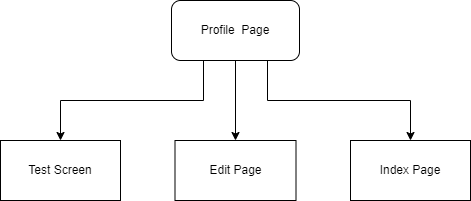 Profile Page
Test Screen
Edit Page
Index Page